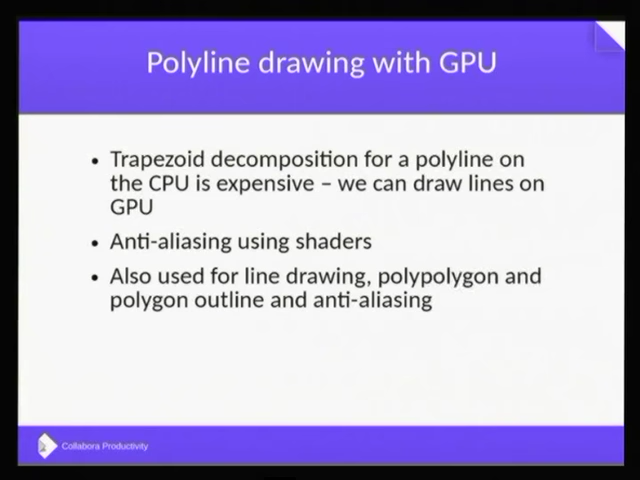 Polyline drawing with GPU
• Trapezoid decomposition for a polyline on
the CPU is expensive – we can draw lines on
GPU
• Anti-aliasing using shaders
• Also used for line drawing, polypolygon and
polygon outline and anti-aliasing
Collabora Productivity